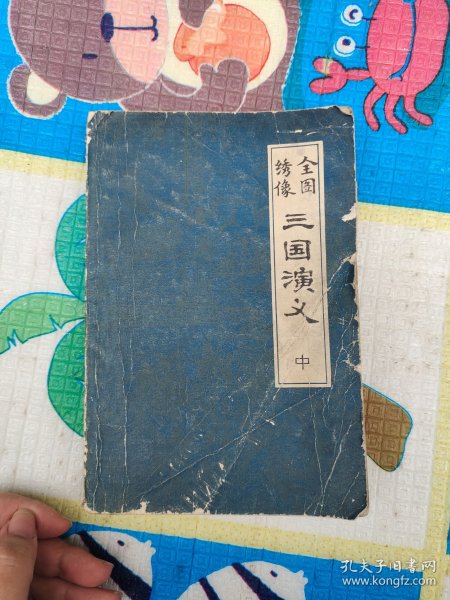 全图
绣像
三国演义
中
孔夫子旧书网
www.kongfz.com